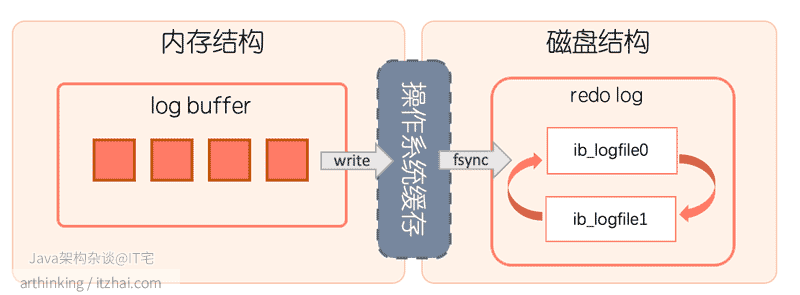 内存结构
磁盘结构
log buffer
write
操作系统缓存
fsync
redo log
ib_logfile0
ib_logfile1
Java架构杂谈@IT宅
arthinking / itzhai.com